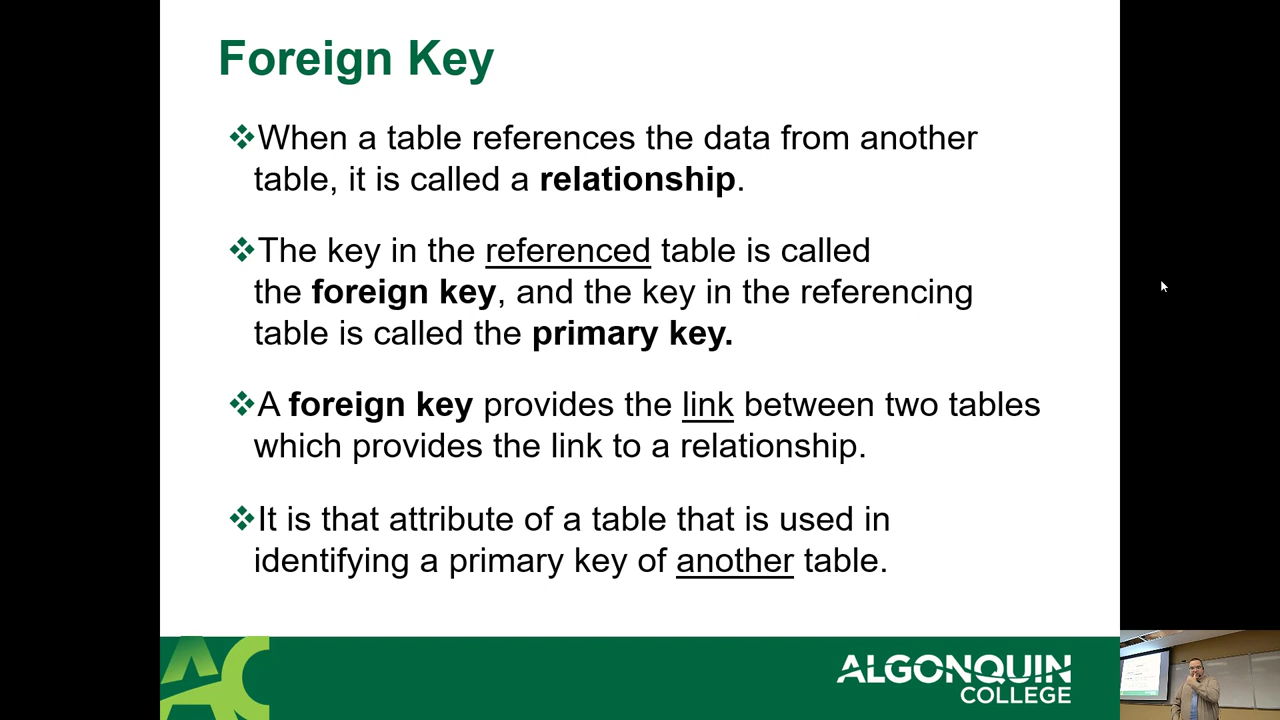 Foreign Key
❖When a table references the data from another
table, it is called a relationship.
❖The key in the referenced table is called
the foreign key, and the key in the referencing
table is called the primary key.
❖A foreign key provides the link between two tables
which provides the link to a relationship.
❖It is that attribute of a table that is used in
identifying a primary key of another table.
AC
ALGONQUIN
COLLEGE